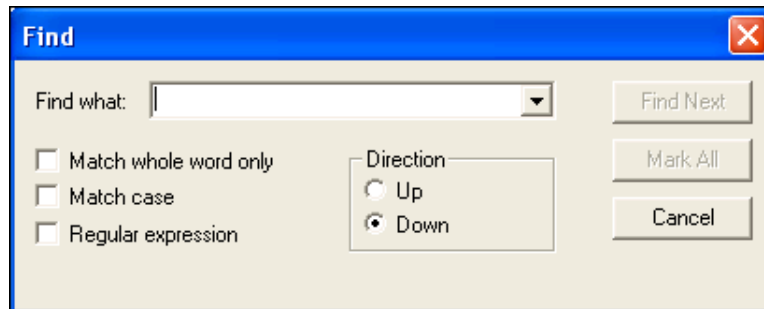 Find
Find what:
Find Next
Match whole word only
Direction
Mark All
Up
Match case
Down
Cancel
Regular expression